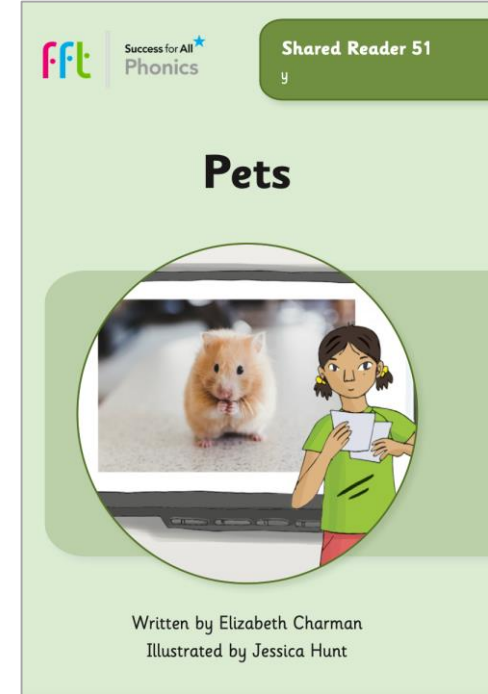 fft
Success for All
Phonics
Shared Reader 51
y
Pets
Written by Elizabeth Charman
Illustrated by Jessica Hunt